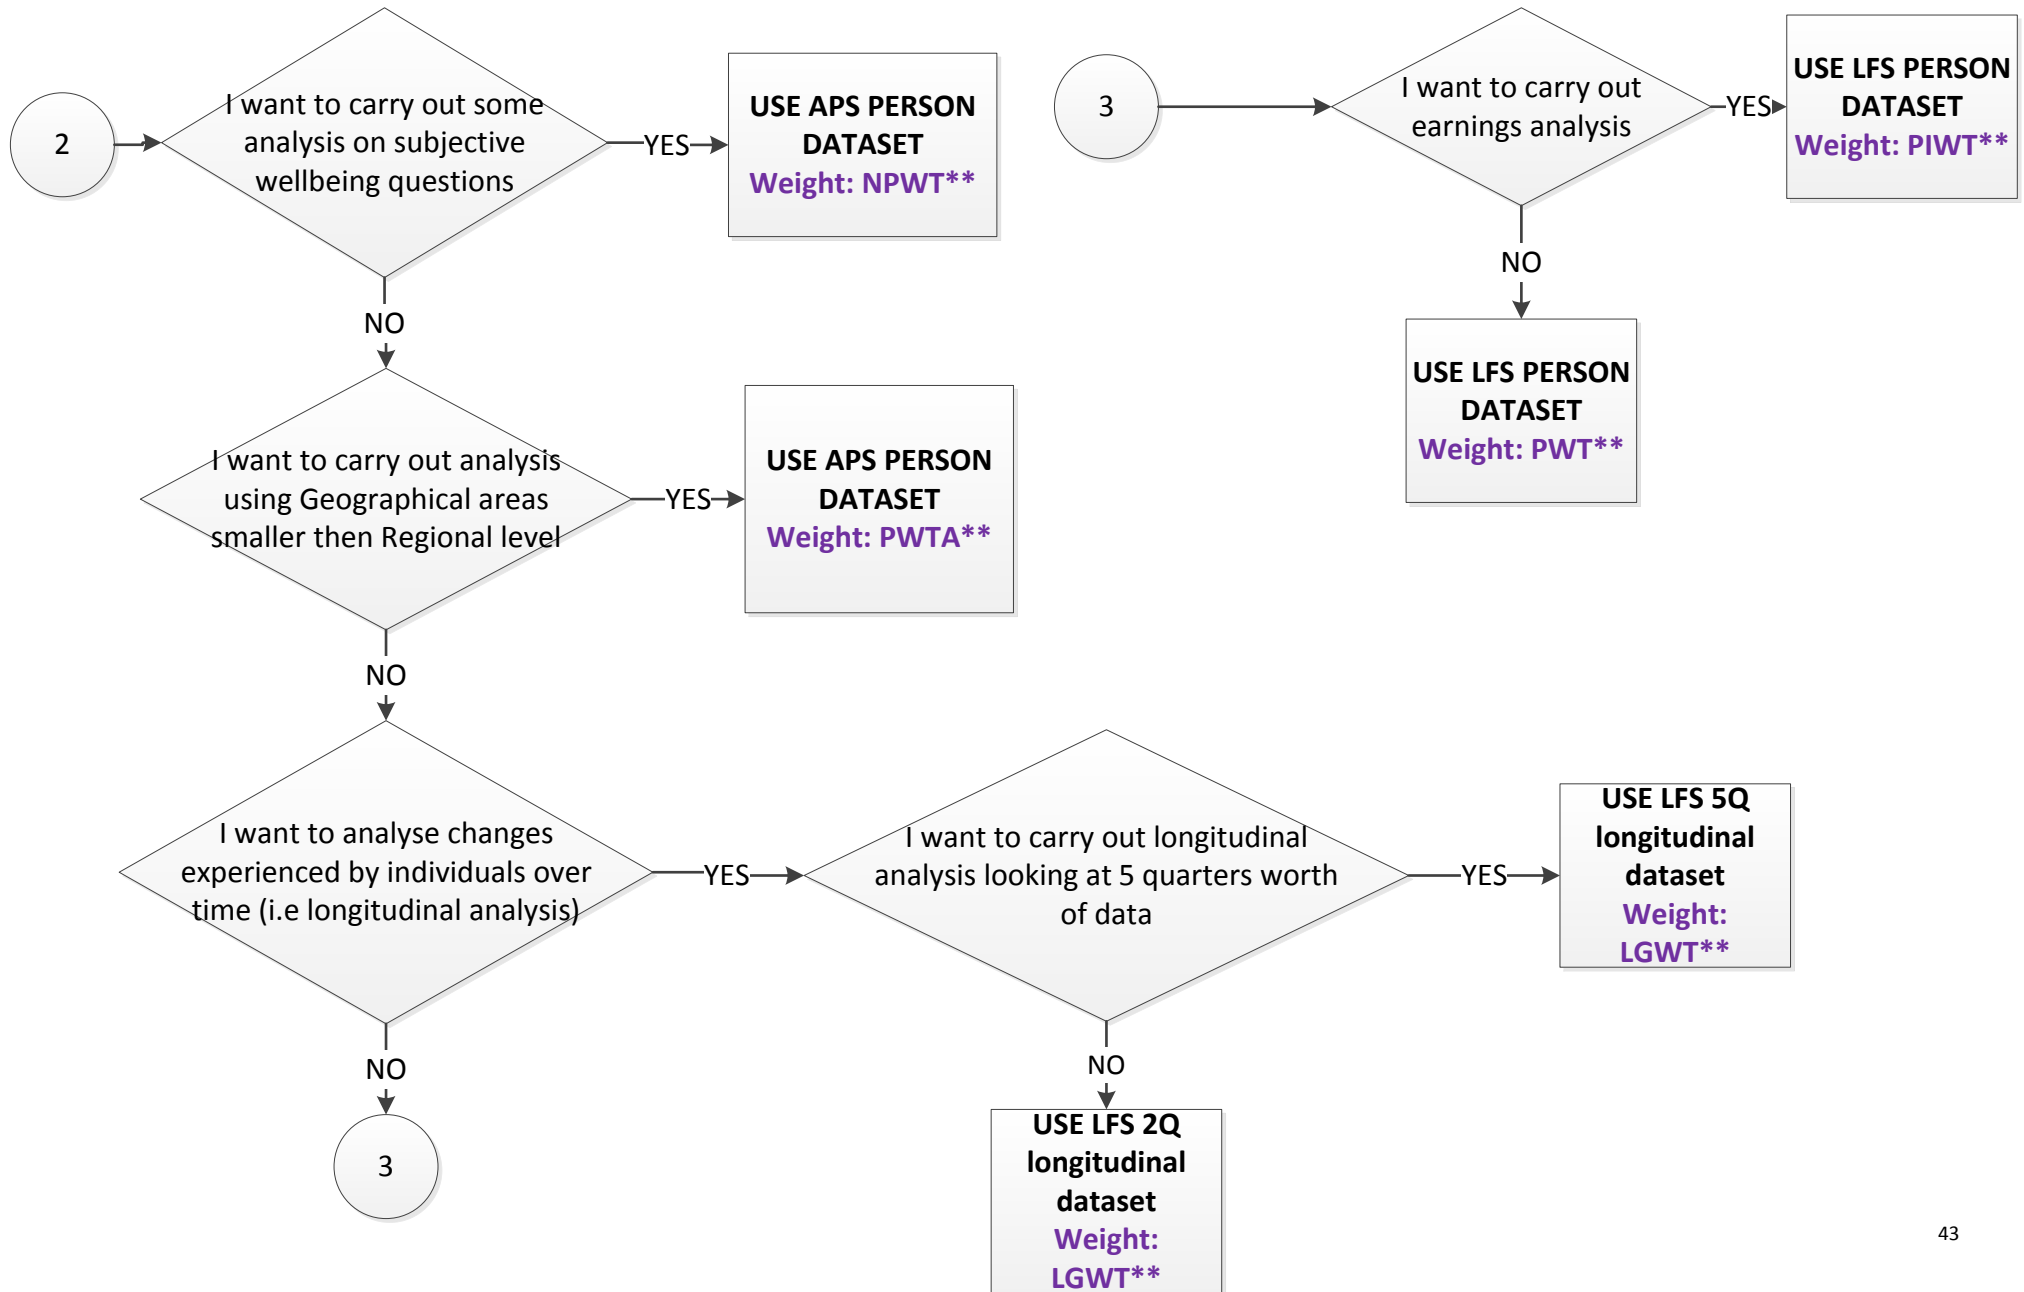 2
I want to carry out some
analysis on subjective
wellbeing questions
YES
USE APS PERSON
DATASET
Weight: NPWT**
NO
I want to carry out analysis
using Geographical areas
smaller then Regional level
YES
USE APS PERSON
DATASET
Weight: PWTA**
NO
I want to analyse changes
experienced by individuals over
time (i.e longitudinal analysis)
YES
I want to carry out longitudinal
analysis looking at 5 quarters worth
of data
YES
USE LFS 5Q
longitudinal
dataset
Weight:
LGWT**
NO
USE LFS 2Q
longitudinal
dataset
Weight:
LGWT**
NO
3
3
I want to carry out
earnings analysis
YES
USE LFS PERSON
DATASET
Weight: PIWT**
NO
USE LFS PERSON
DATASET
Weight: PWT**
43